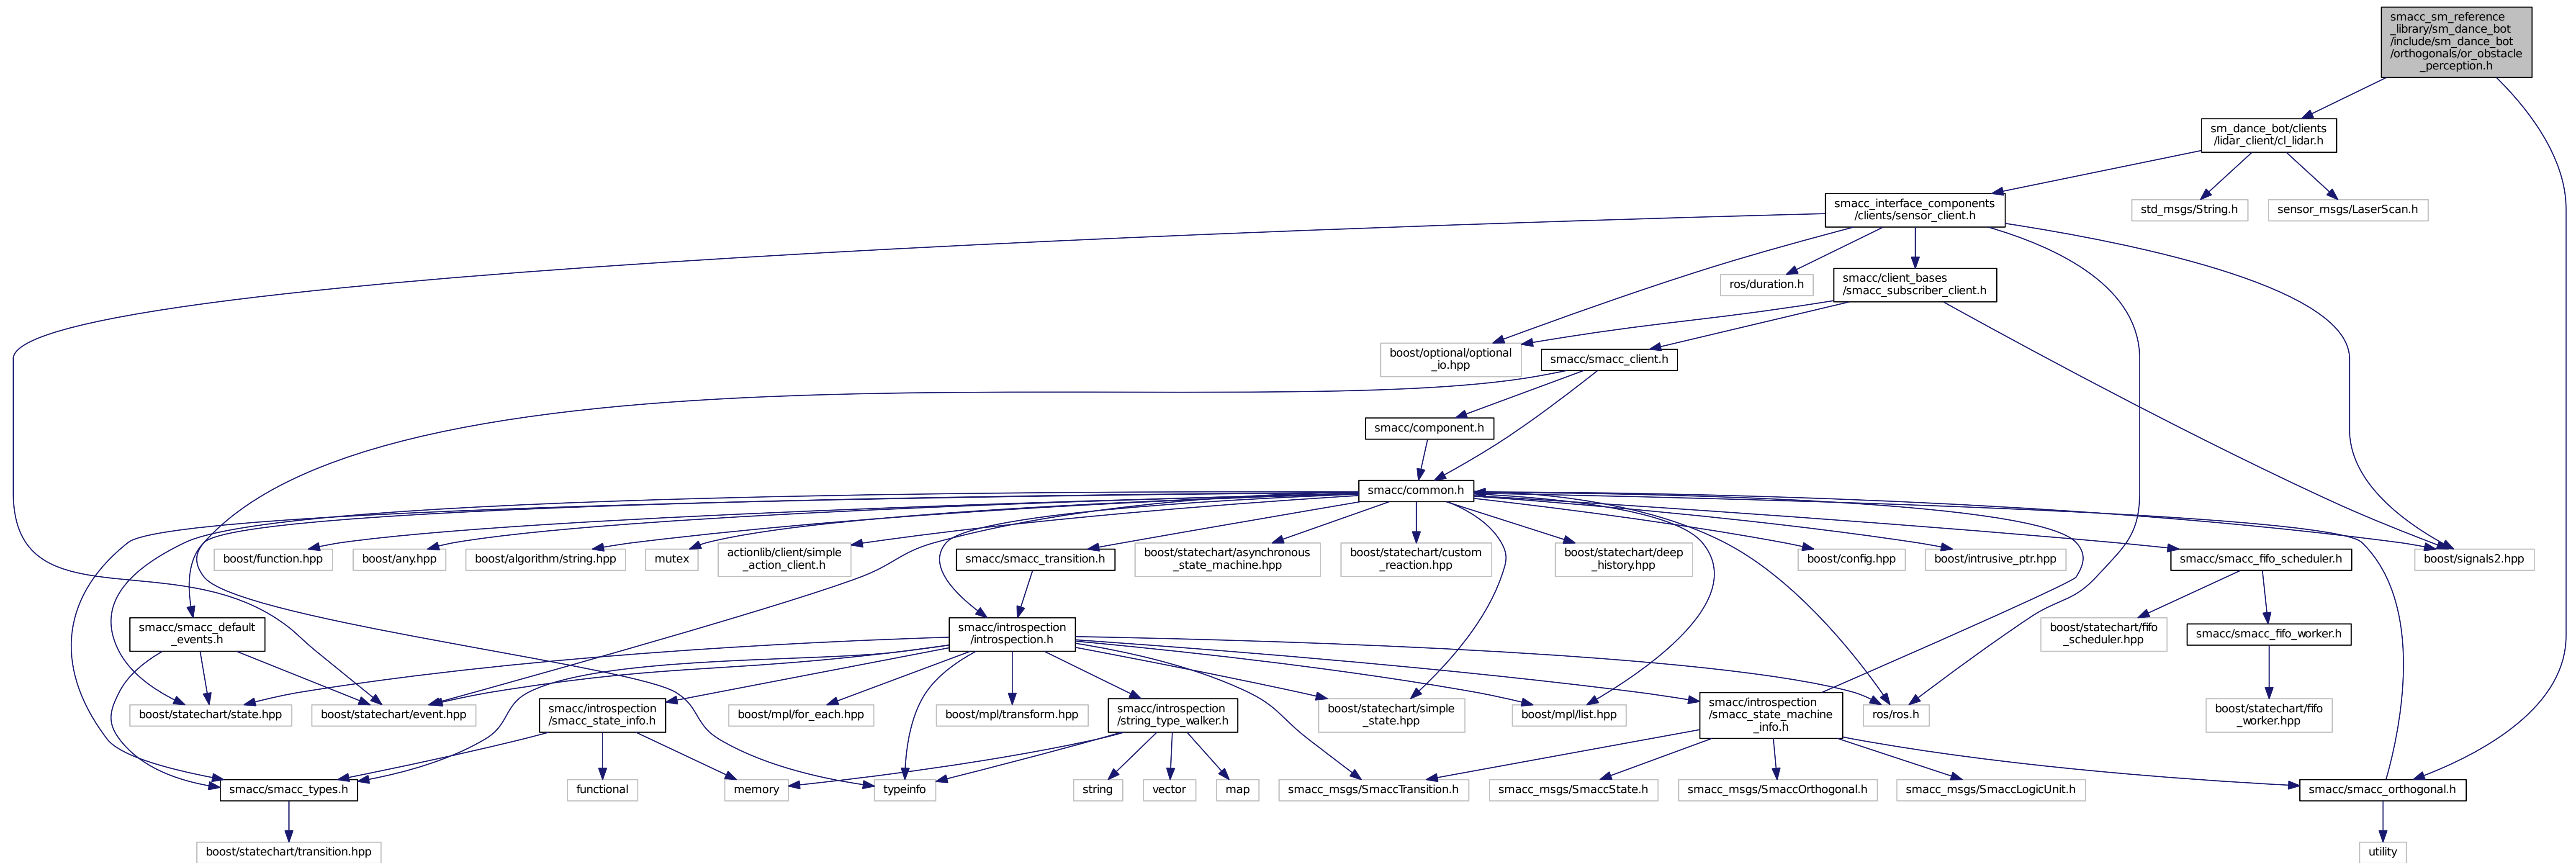 smacc_sm_reference
_library/sm_dance_bot
/include/sm_dance_bot
/orthogonals/or_obstacle
_perception.h
sm_dance_bot/clients
/lidar_client/cl_lidar.h
smacc_interface_components
/clients/sensor_client.h
std_msgs/String.h
sensor_msgs/LaserScan.h
ros/duration.h
smacc/client_bases
/smacc_subscriber_client.h
boost/optional/optional
_io.hpp
smacc/smacc_client.h
smacc/component.h
smacc/common.h
boost/function.hpp
boost/any.hpp
boost/algorithm/string.hpp
mutex
actionlib/client/simple
_action_client.h
smacc/smacc_transition.h
boost/statechart/asynchronous
_state_machine.hpp
boost/statechart/custom
_reaction.hpp
boost/statechart/deep
_history.hpp
boost/config.hpp
boost/intrusive_ptr.hpp
smacc/smacc_fifo_scheduler.h
boost/signals2.hpp
smacc/smacc_default
_events.h
smacc/introspection
/introspection.h
boost/statechart/fifo
_scheduler.hpp
smacc/smacc_fifo_worker.h
boost/statechart/state.hpp
boost/statechart/event.hpp
smacc/introspection
/smacc_state_info.h
boost/mpl/for_each.hpp
boost/mpl/transform.hpp
smacc/introspection
/string_type_walker.h
boost/statechart/simple
_state.hpp
boost/mpl/list.hpp
smacc/introspection
/smacc_state_machine
_info.h
ros/ros.h
boost/statechart/fifo
_worker.hpp
smacc/smacc_types.h
functional
memory
typeinfo
string
vector
map
smacc_msgs/SmaccTransition.h
smacc_msgs/SmaccState.h
smacc_msgs/SmaccOrthogonal.h
smacc_msgs/SmaccLogicUnit.h
smacc/smacc_orthogonal.h
boost/statechart/transition.hpp
utility